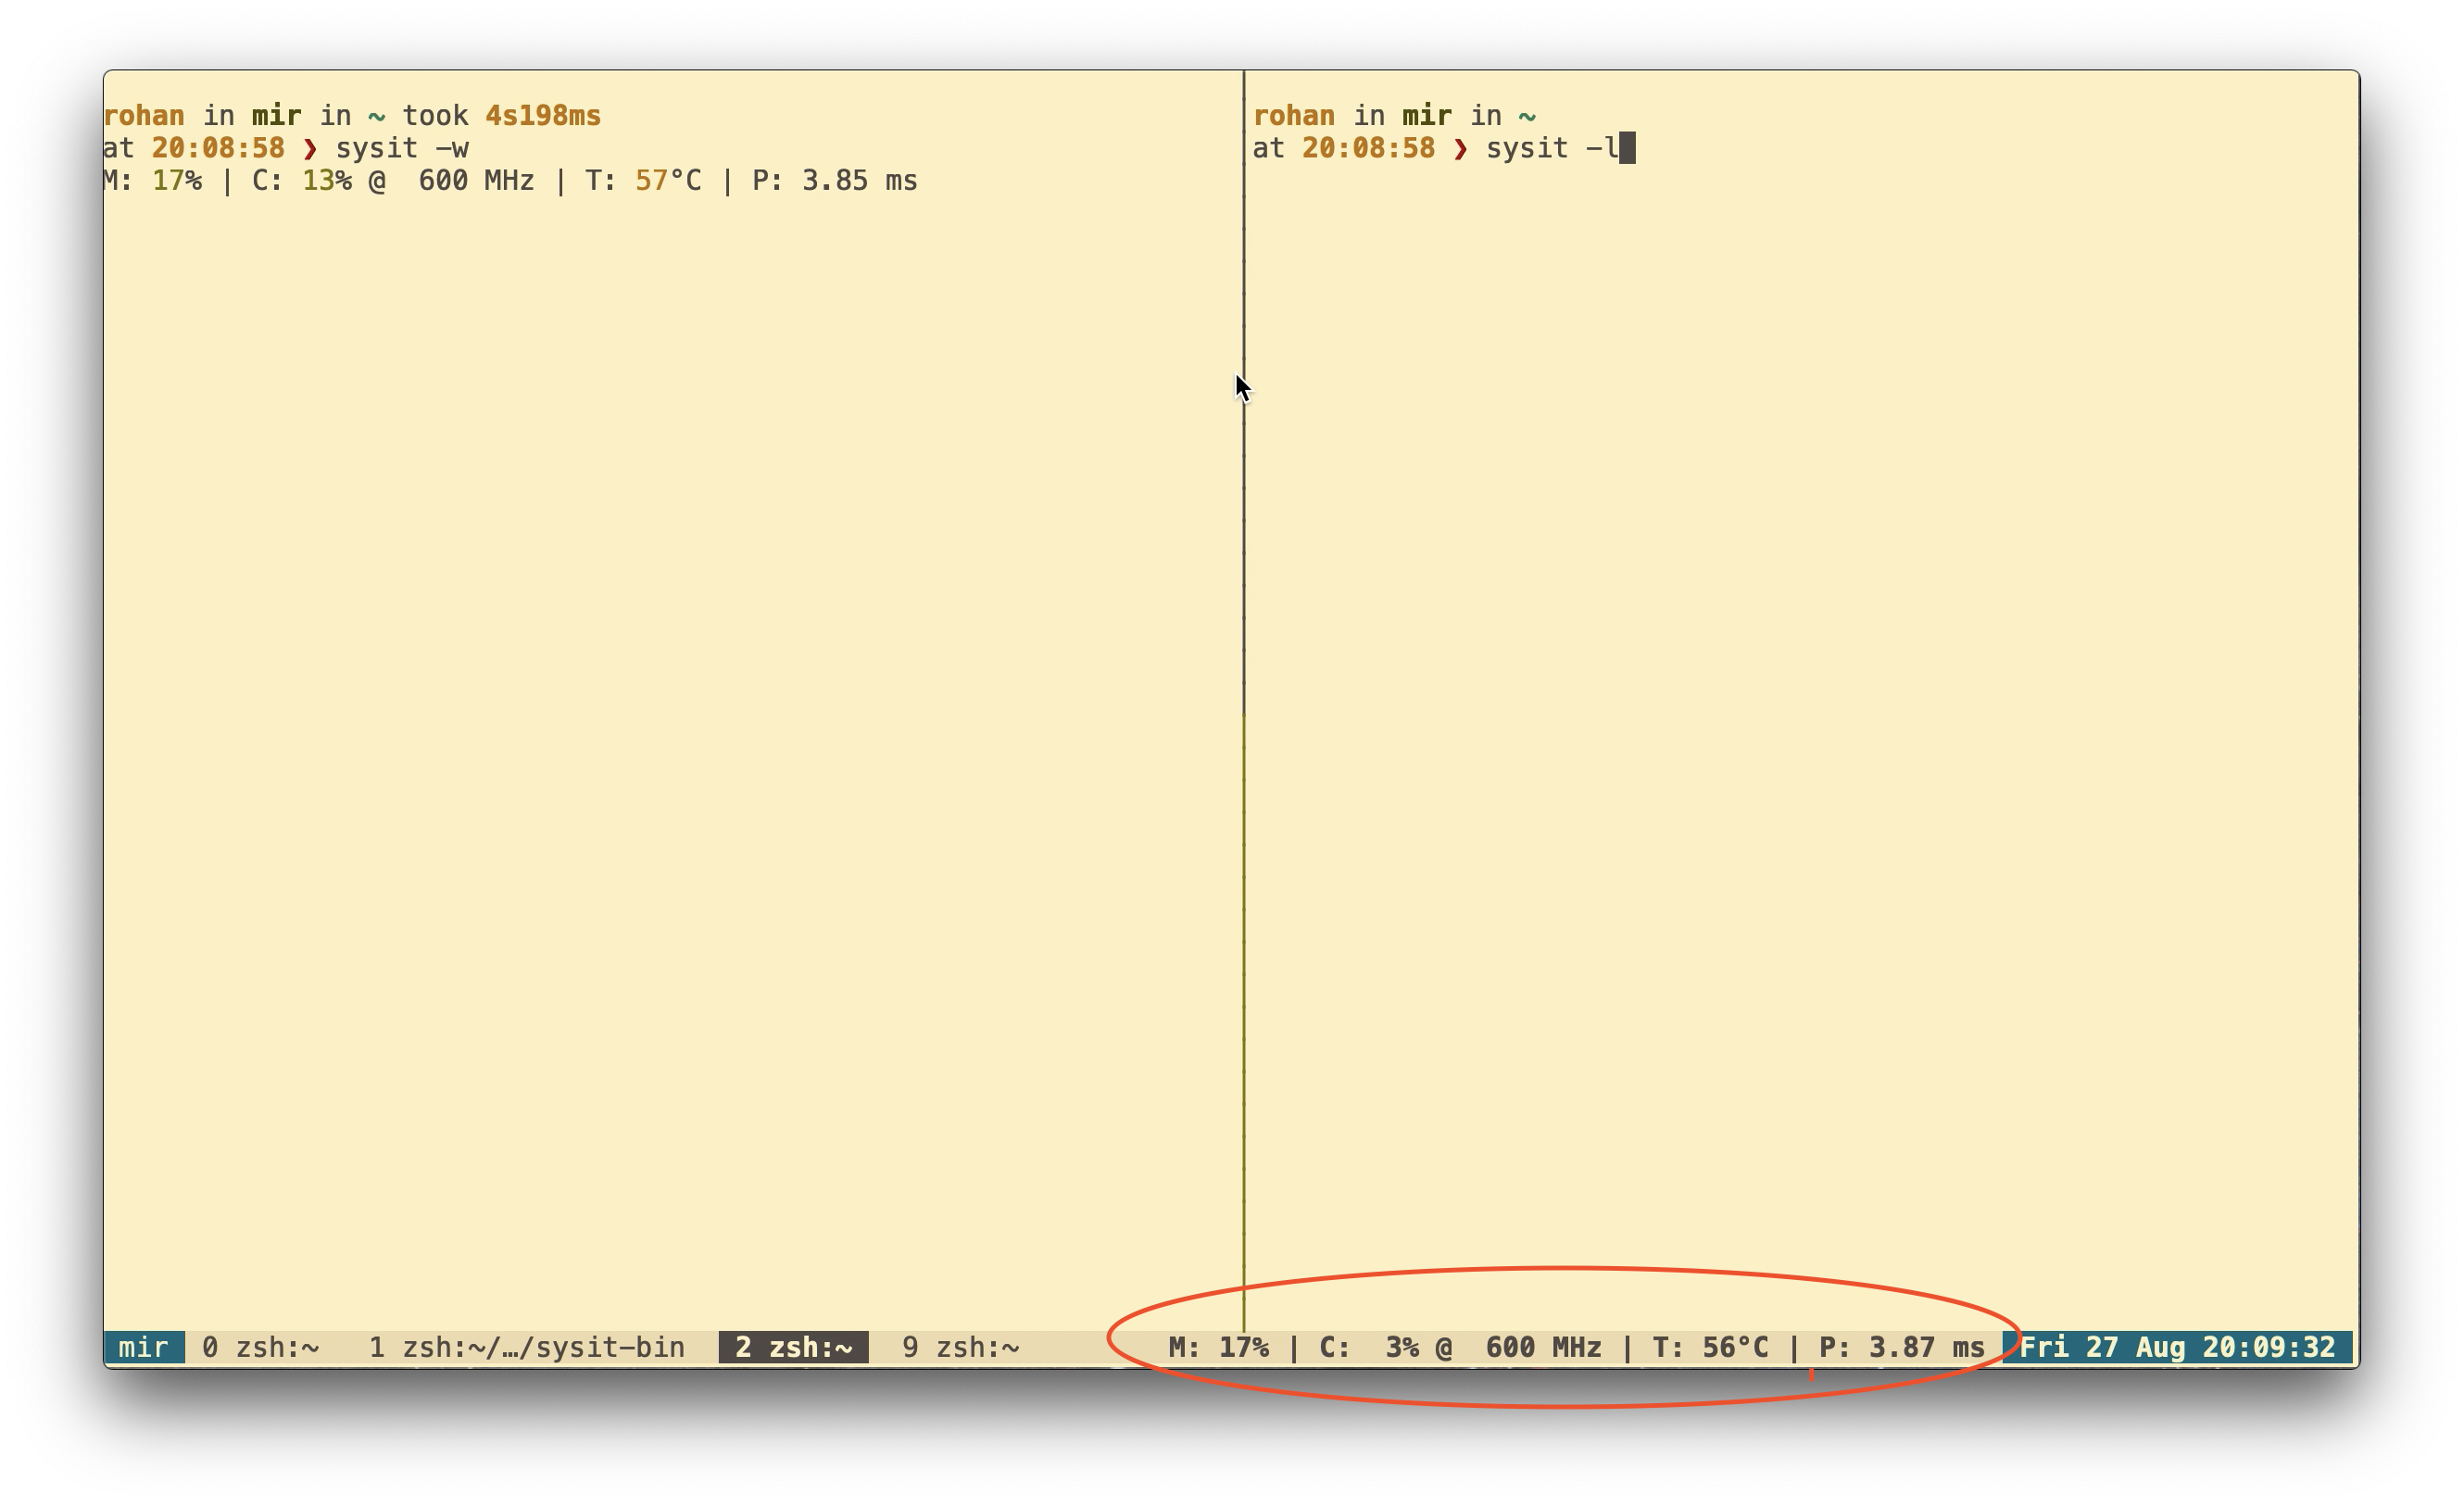 rohan in mir in ~ took 4s198ms
at 20:08:58 ❯ sysit -w
M: 17% | C: 13% @  600 MHz | T: 57°C | P: 3.85 ms
rohan in mir in ~
at 20:08:58 ❯ sysit -l
mir 0 zsh:~ 1 zsh:~/…/sysit-bin 2 zsh:~ 9 zsh:~ M: 17% | C:  3% @  600 MHz | T: 56°C | P: 3.87 ms Fri 27 Aug 20:09:32